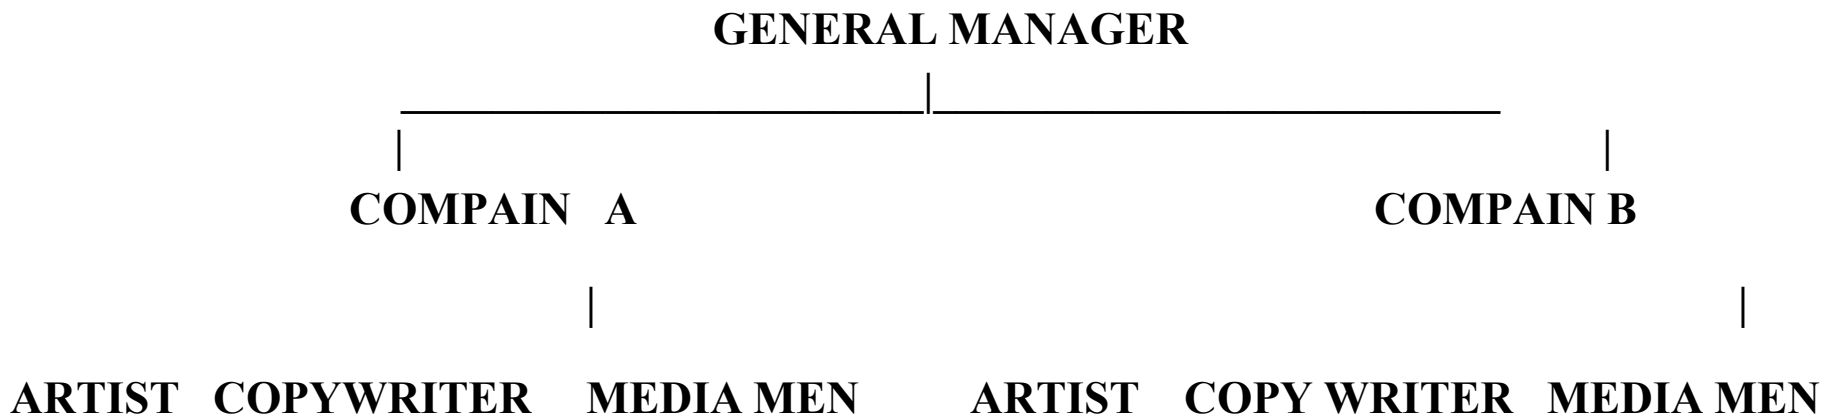 GENERAL MANAGER
COMPAIN A COMPAIN B
ARTIST COPYWRITER MEDIA MEN ARTIST COPY WRITER MEDIA MEN